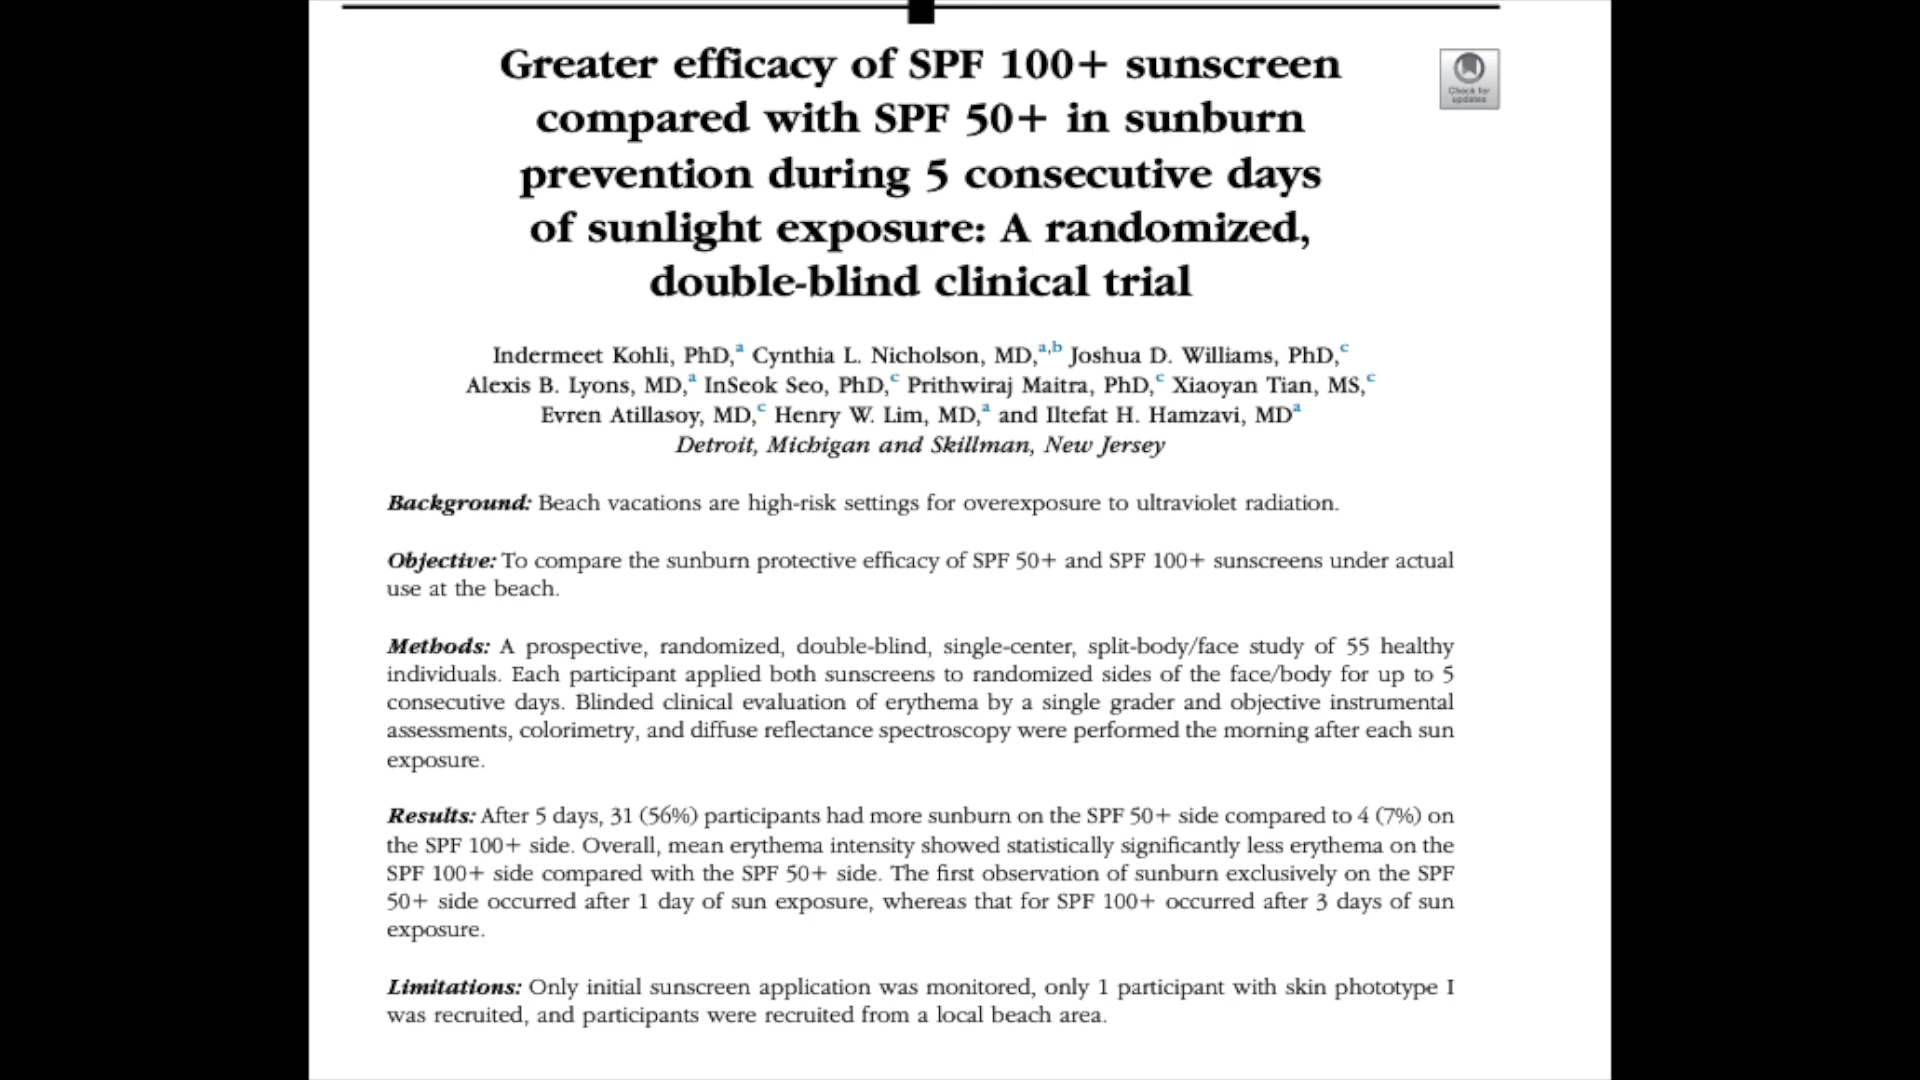 Greater efficacy of SPF 100+ sunscreen
compared with SPF 50+ in sunburn
prevention during 5 consecutive days
of sunlight exposure: A randomized,
double-blind clinical trial
Check for
updates
Indermeet Kohli, PhD,a Cynthia L. Nicholson, MD,a,b Joshua D. Williams, PhD,c
Alexis B. Lyons, MD,a InSeok Seo, PhD,c Prithwiraj Maitra, PhD,c Xiaoyan Tian, MS,c
Evren Atillasoy, MD,c Henry W. Lim, MD,a and Iltefat H. Hamzavi, MDa
Detroit, Michigan and Skillman, New Jersey
Background: Beach vacations are high-risk settings for overexposure to ultraviolet radiation.
Objective: To compare the sunburn protective efficacy of SPF 50+ and SPF 100+ sunscreens under actual
use at the beach.
Methods: A prospective, randomized, double-blind, single-center, split-body/face study of 55 healthy
individuals. Each participant applied both sunscreens to randomized sides of the face/body for up to 5
consecutive days. Blinded clinical evaluation of erythema by a single grader and objective instrumental
assessments, colorimetry, and diffuse reflectance spectroscopy were performed the morning after each sun
exposure.
Results: After 5 days, 31 (56%) participants had more sunburn on the SPF 50+ side compared to 4 (7%) on
the SPF 100+ side. Overall, mean erythema intensity showed statistically significantly less erythema on the
SPF 100+ side compared with the SPF 50+ side. The first observation of sunburn exclusively on the SPF
50+ side occurred after 1 day of sun exposure, whereas that for SPF 100+ occurred after 3 days of sun
exposure.
Limitations: Only initial sunscreen application was monitored, only 1 participant with skin phototype I
was recruited, and participants were recruited from a local beach area.